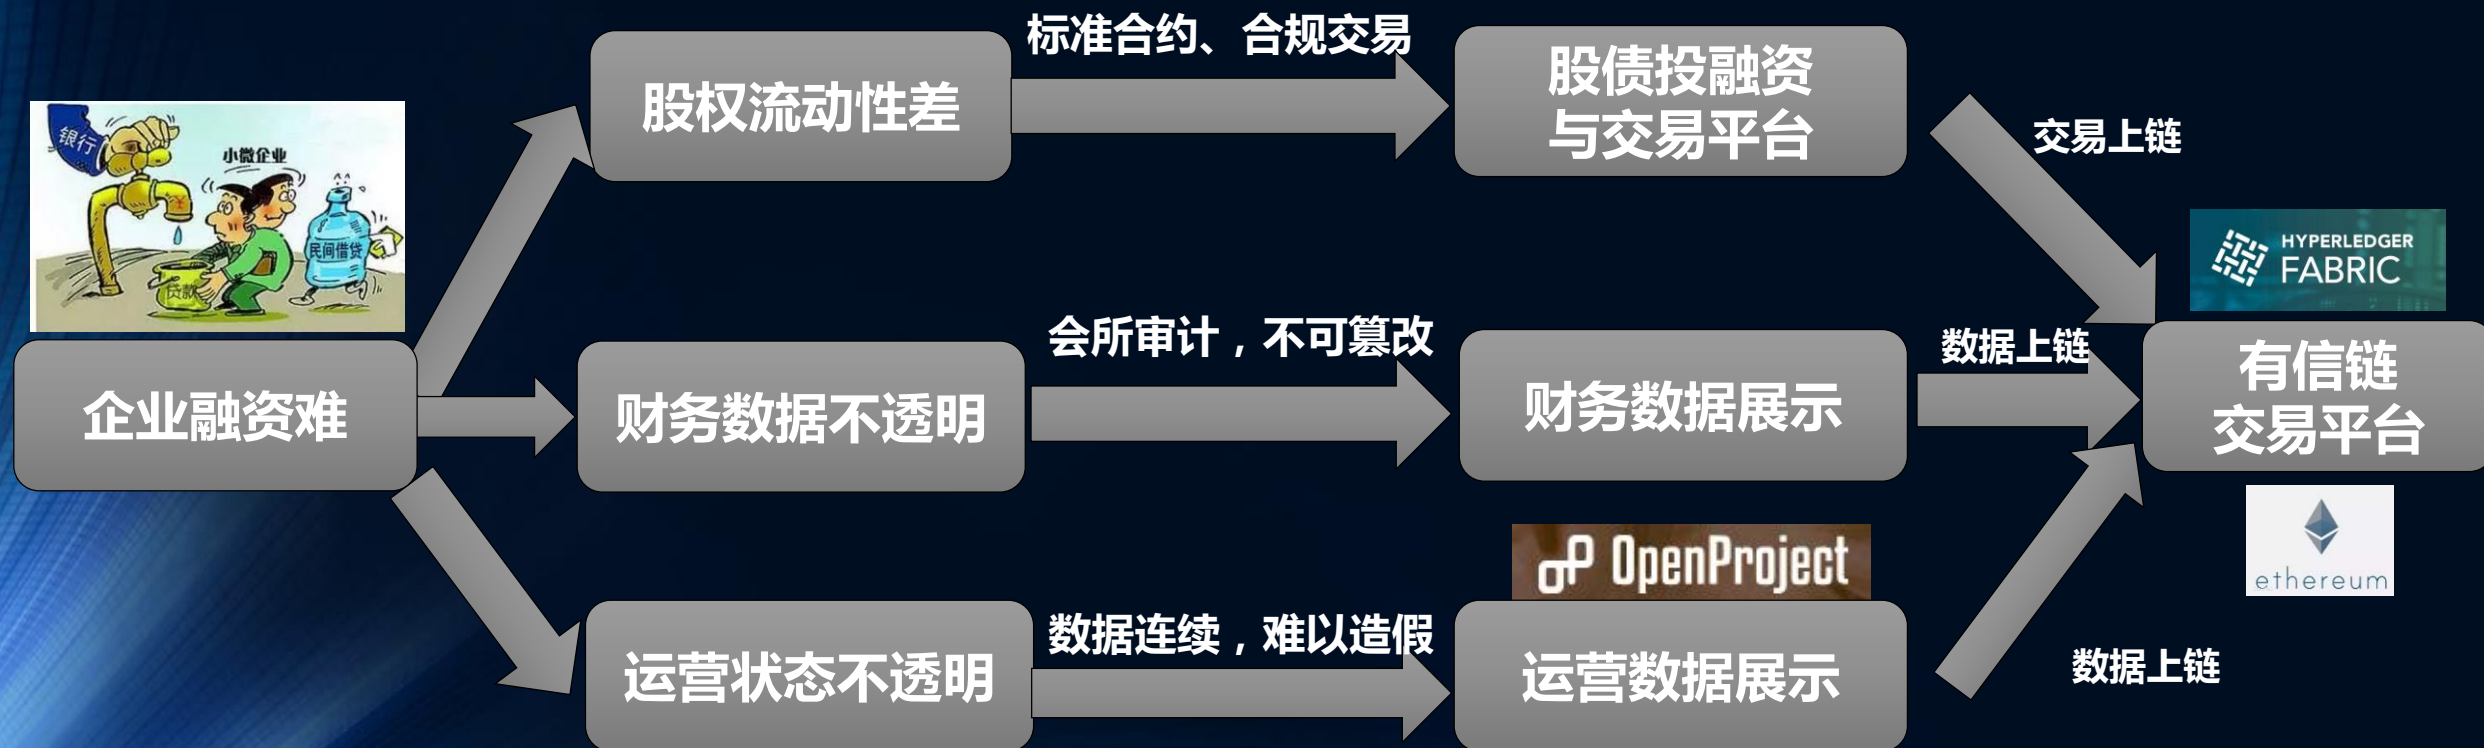 标准合约、合规交易
股权流动性差
股债投融资
与交易平台
交易上链
银行
小微企业
民间借贷
贷款
HYPERLEDGER
FABRIC
会所审计，不可篡改
数据上链
企业融资难
财务数据不透明
财务数据展示
有信链
交易平台
OpenProject
ethereum
数据连续，难以造假
运营状态不透明
运营数据展示
数据上链